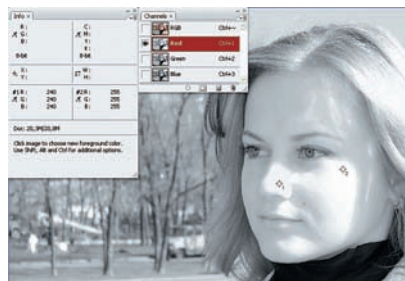 Info ×
R:
G:
B:
8-bit
C:
M:
Y:
K:
8-bit
X:
Y:
W:
H:
#1R: 240
G: 240
B: 240
#2R: 255
G: 255
B: 255
Doc: 20,3M/20,3M
Click image to choose new foreground color.
Use Shift, Alt and Ctrl for additional options.
Channels ×
RGB Ctrl+~
Red Ctrl+1
Green Ctrl+2
Blue Ctrl+3
1